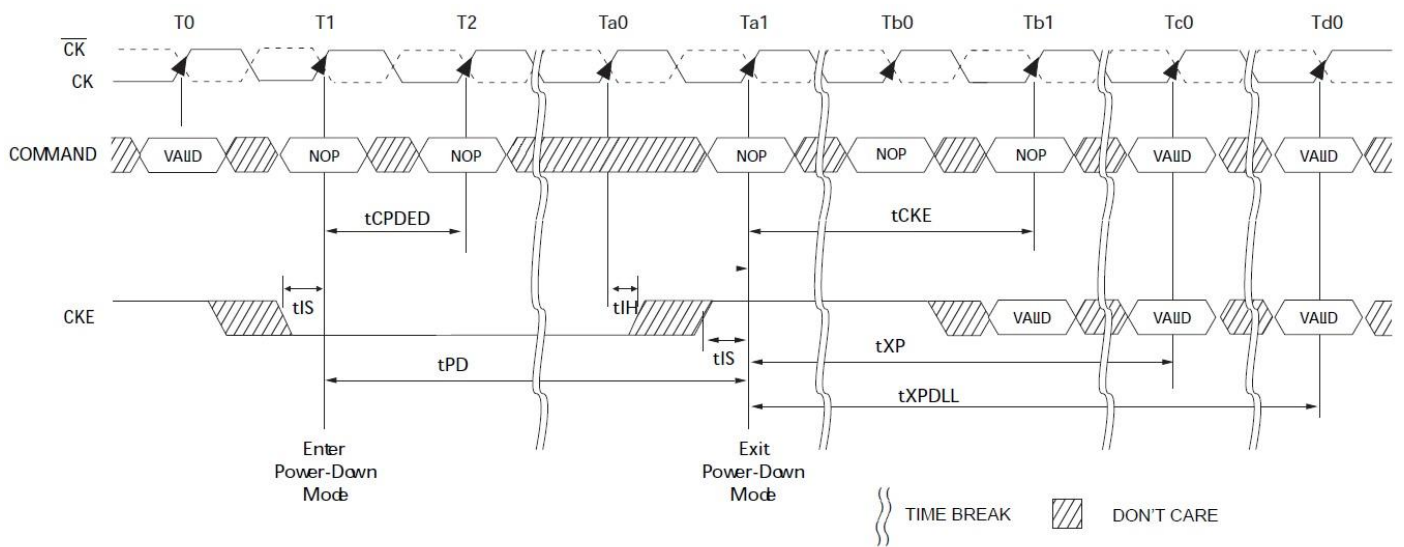 T0 T1 T2 Ta0 Ta1 Tb0 Tb1 Tc0 Td0
CK
CK
COMMAND VALID NOP NOP NOP NOP NOP VALID VALID
tCPDED tCKE
tIS tIH
CKE VALID VALID VALID
tIS tXP
tPD
tXPDLL
Enter
Power-Down
Mode
Exit
Power-Down
Mode
TIME BREAK DON'T CARE